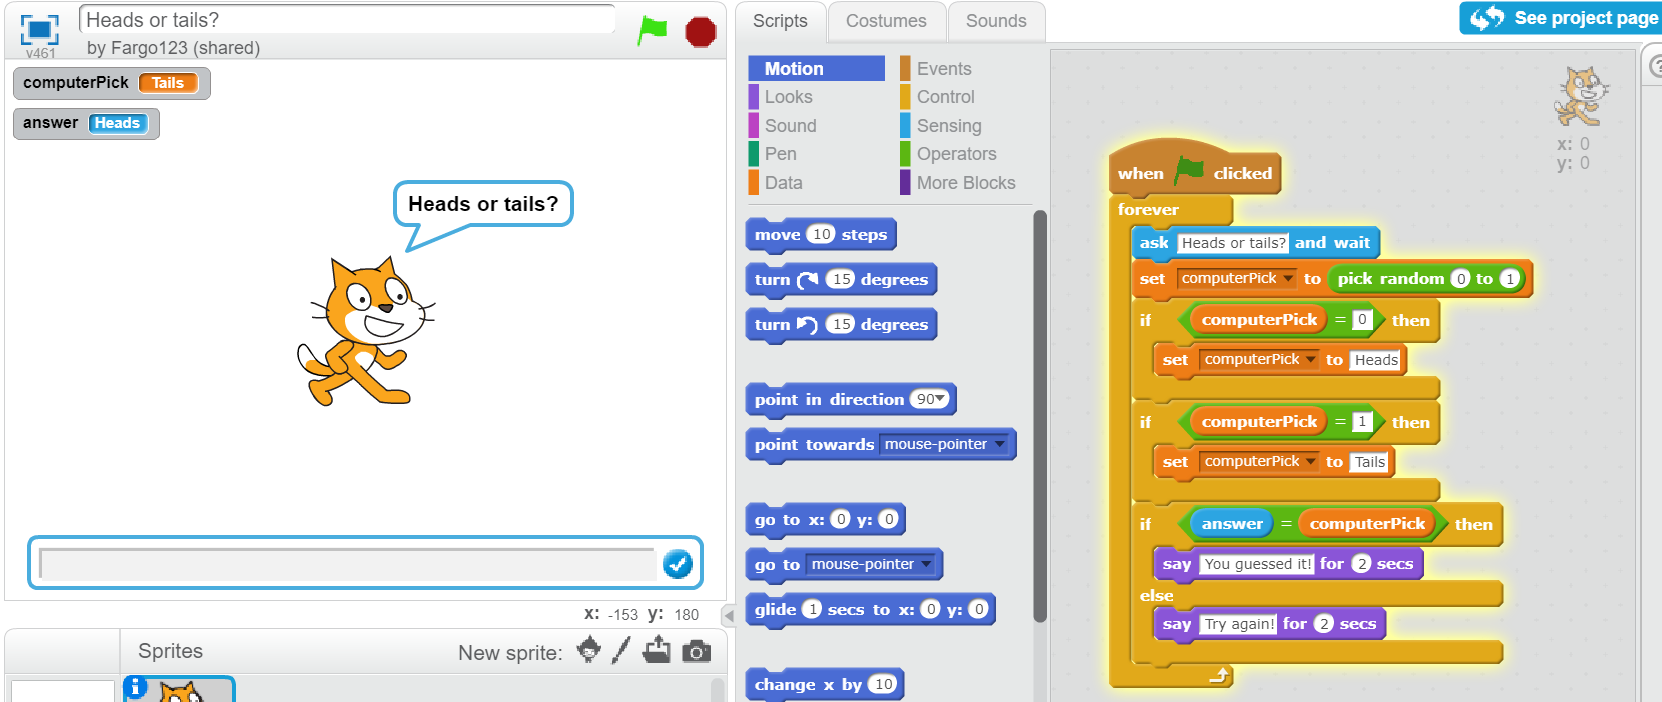 Heads or tails?
by Fargo123 (shared)
v461
computerPick Tails
answer Heads
Heads or tails?
x: -153 y: 180
Sprites
New sprite:
Scripts
Costumes
Sounds
See project page
Motion
Looks
Sound
Pen
Data
Events
Control
Sensing
Operators
More Blocks
move 10 steps
turn 15 degrees
turn 15 degrees
point in direction 90
point towards mouse-pointer
go to x: 0 y: 0
go to mouse-pointer
glide 1 secs to x: 0 y: 0
change x by 10
x: 0
y: 0
when clicked
forever
ask Heads or tails? and wait
set computerPick to pick random 0 to 1
if computerPick = 0 then
set computerPick to Heads
if computerPick = 1 then
set computerPick to Tails
if answer = computerPick then
say You guessed it! for 2 secs
else
say Try again! for 2 secs